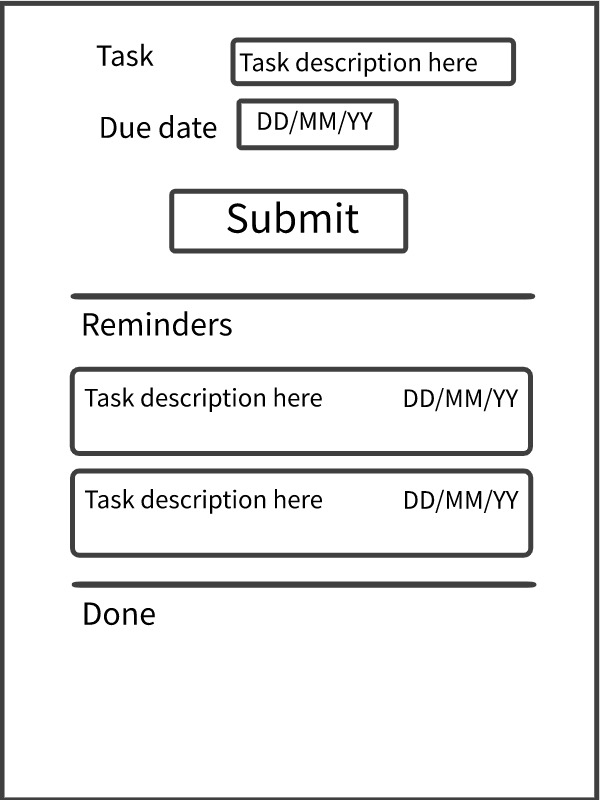 Task
Task description here
Due date
DD/MM/YY
Submit
Reminders
Task description here DD/MM/YY
Task description here DD/MM/YY
Done